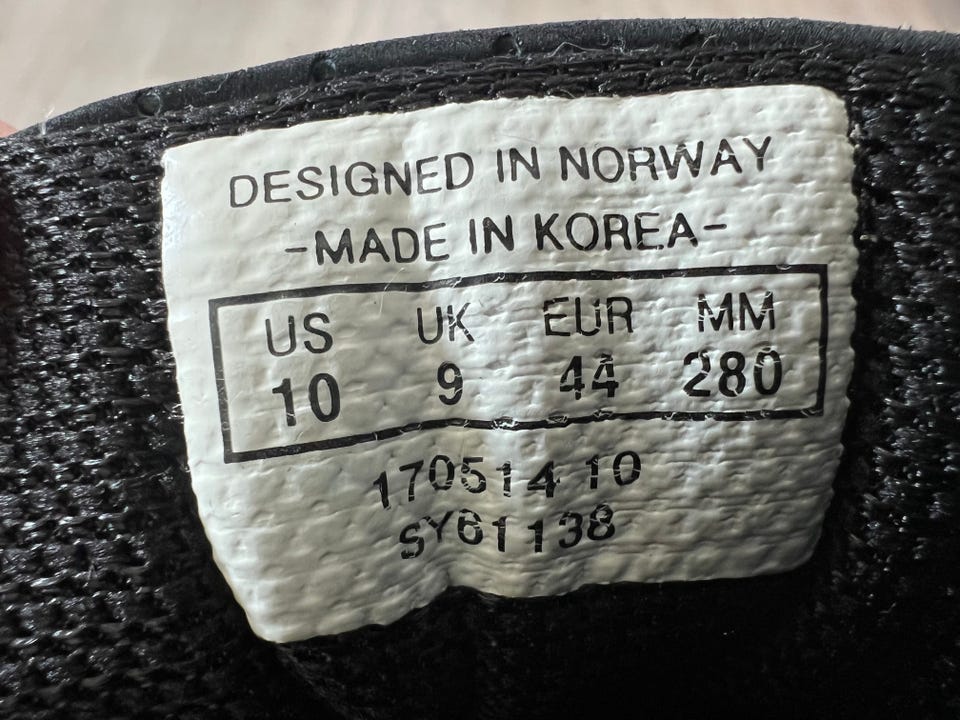 DESIGNED IN NORWAY
-MADE IN KOREA-
US UK EUR MM
10 9 44 280
170514 10
SY61138